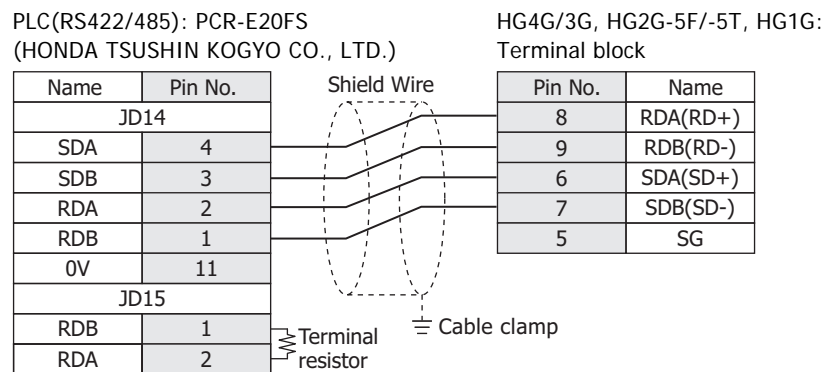 PLC(RS422/485): PCR-E20FS
(HONDA TSUSHIN KOGYO CO., LTD.)
HG4G/3G, HG2G-5F/-5T, HG1G:
Terminal block
Name Pin No. Shield Wire Pin No. Name
JD14 8 RDA(RD+)
SDA 4 9 RDB(RD-)
SDB 3 6 SDA(SD+)
RDA 2 7 SDB(SD-)
RDB 1 5 SG
0V 11
JD15
RDB 1 Terminal Cable clamp
RDA 2 resistor